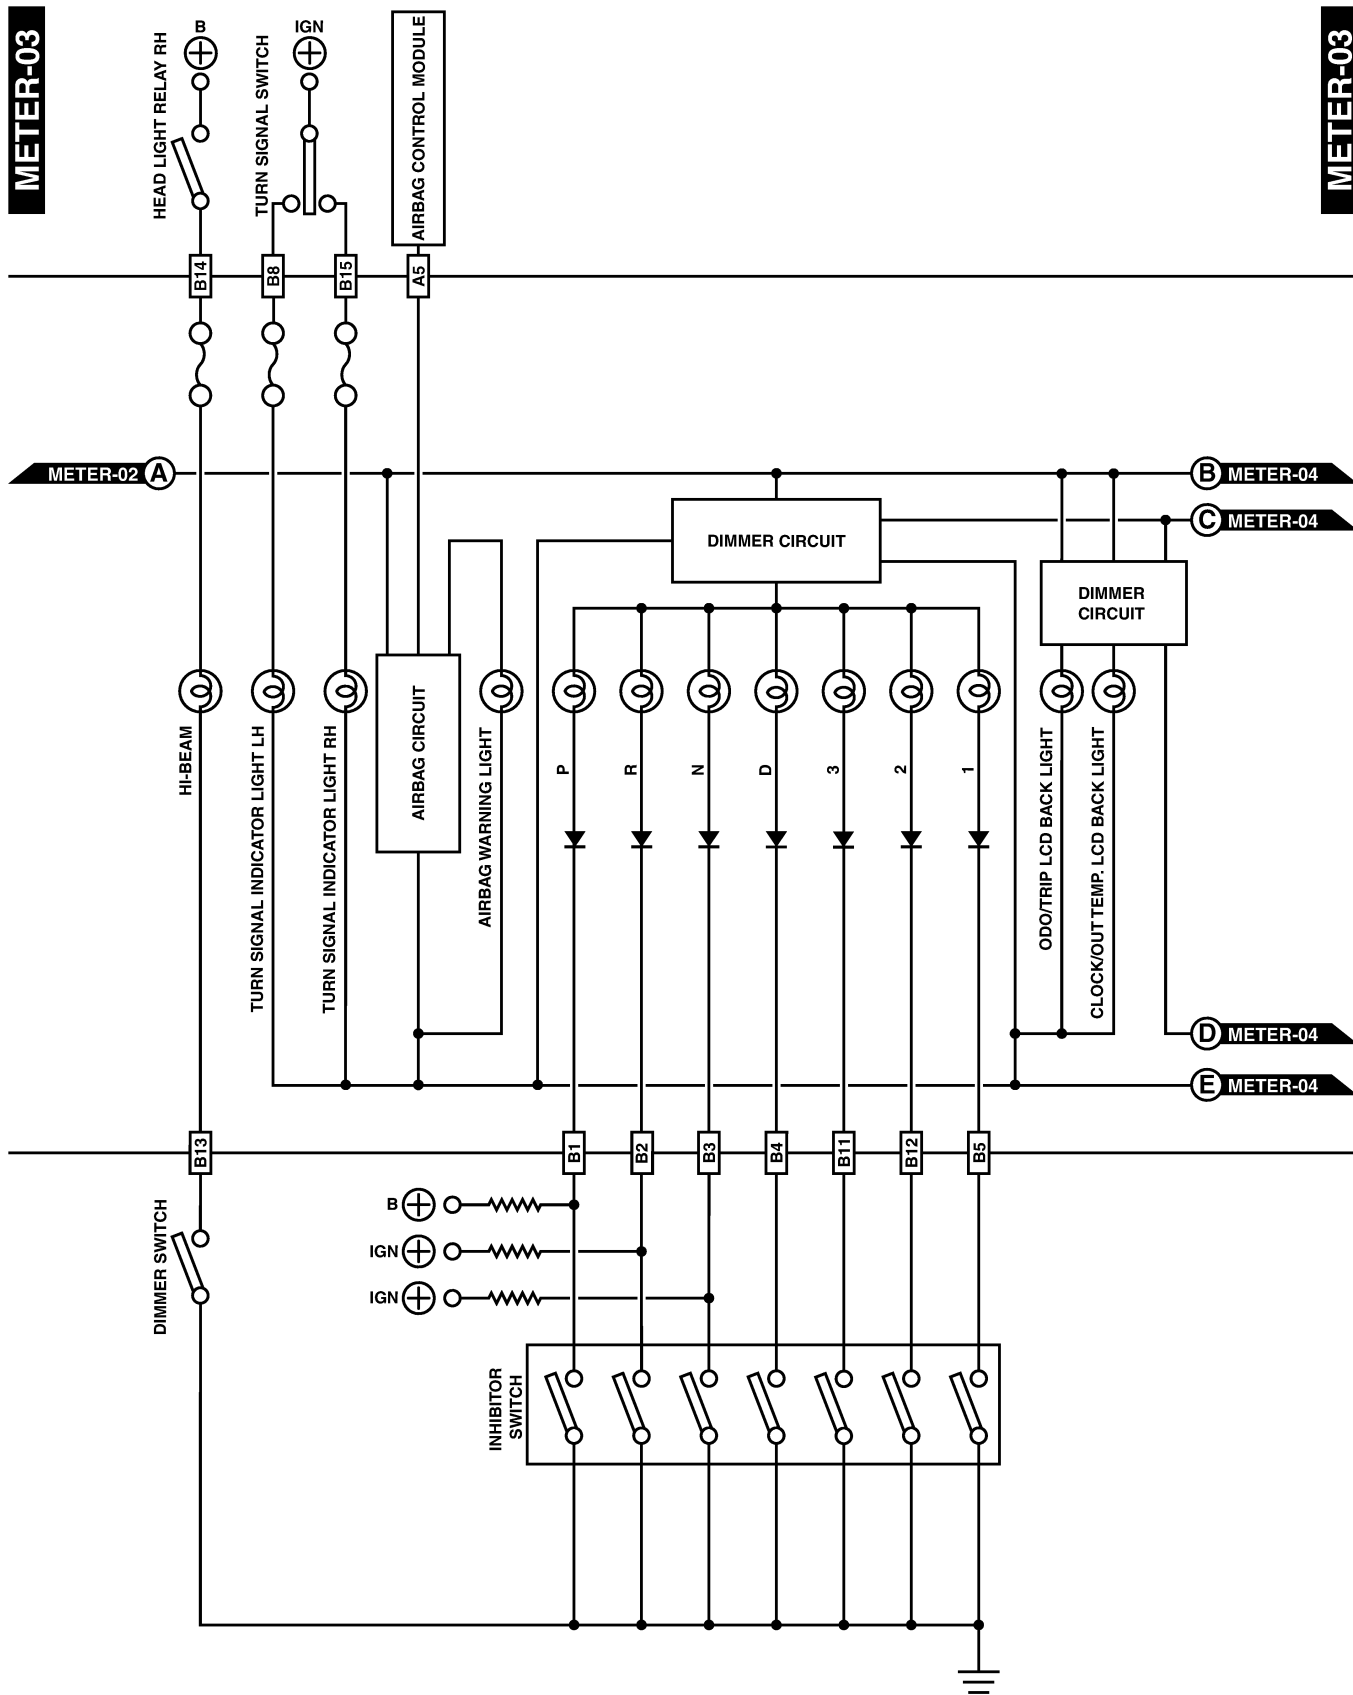 METER-03
METER-03
B
IGN
HEAD LIGHT RELAY RH
TURN SIGNAL SWITCH
AIRBAG CONTROL MODULE
B14
B8
B15
A5
METER-02
A
B
METER-04
C
METER-04
DIMMER CIRCUIT
DIMMER
CIRCUIT
HI-BEAM
TURN SIGNAL INDICATOR LIGHT LH
TURN SIGNAL INDICATOR LIGHT RH
AIRBAG CIRCUIT
AIRBAG WARNING LIGHT
P
R
N
D
3
2
1
ODO/TRIP LCD BACK LIGHT
CLOCK/OUT TEMP. LCD BACK LIGHT
D
METER-04
E
METER-04
B13
B1
B2
B3
B4
B11
B12
B5
DIMMER SWITCH
B
IGN
IGN
INHIBITOR
SWITCH